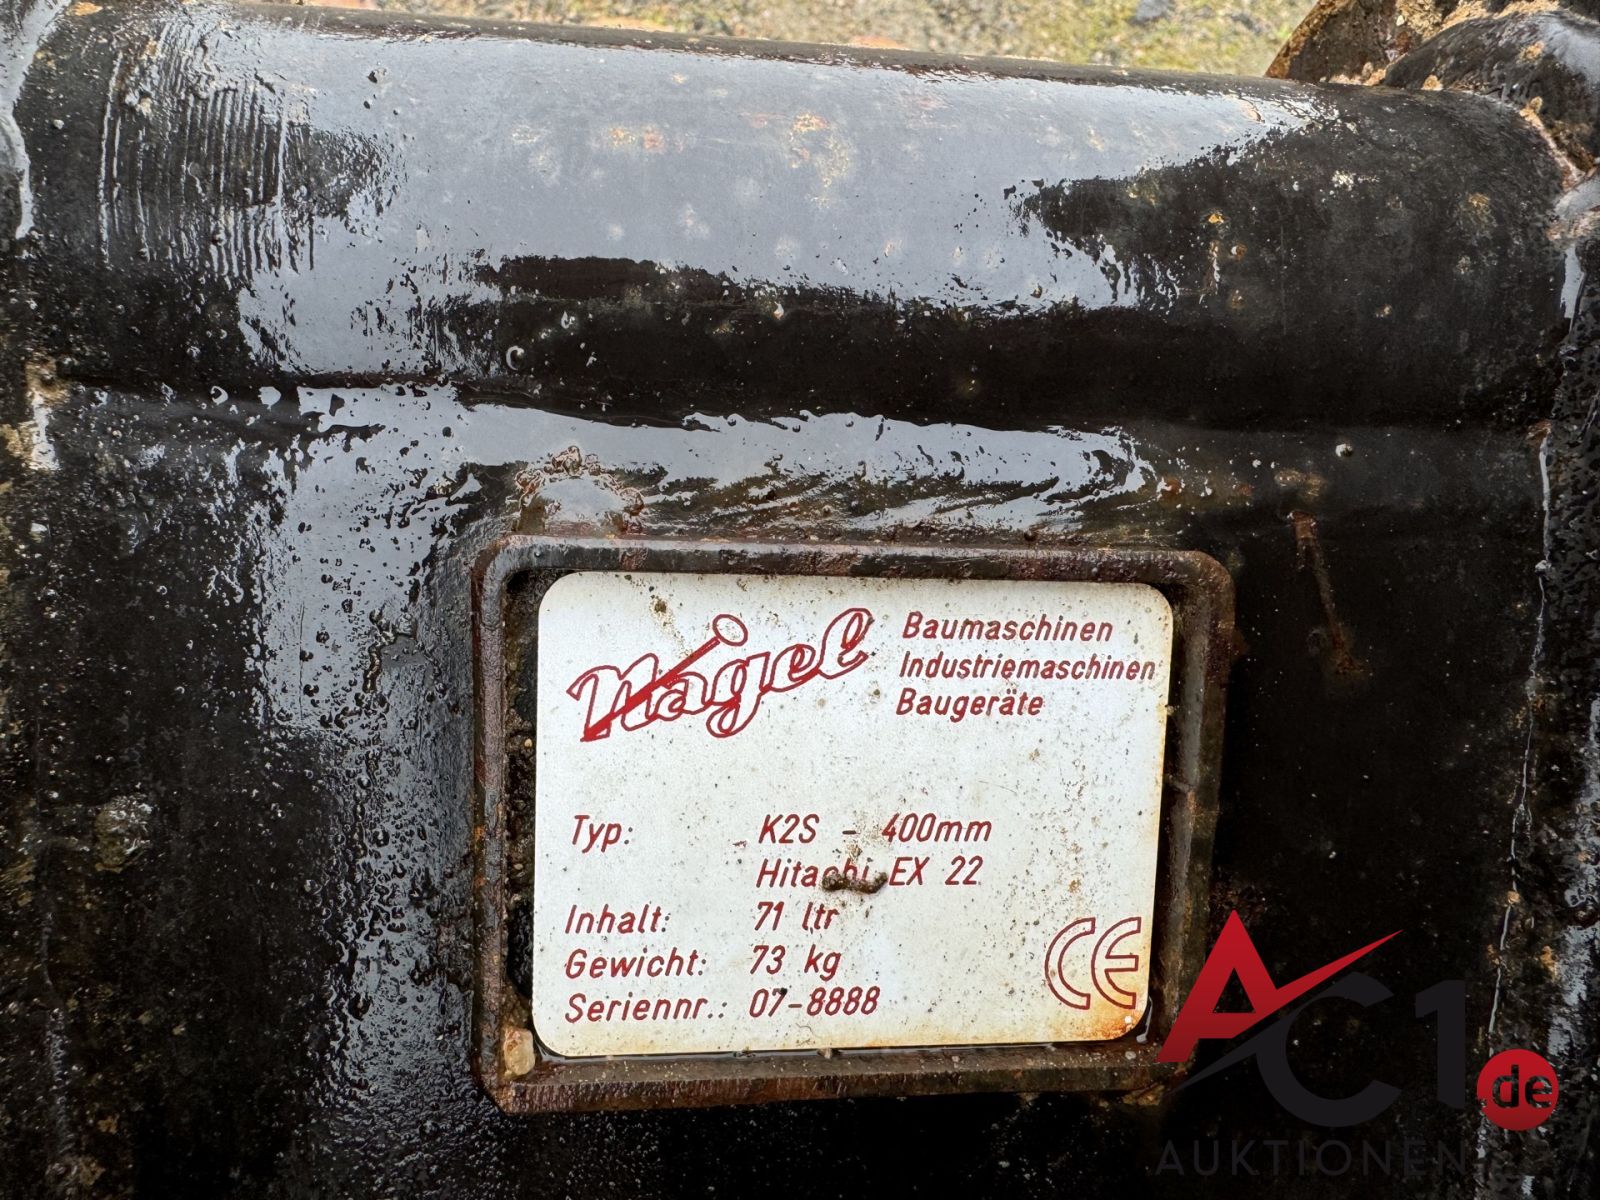 Nagel
Baumaschinen
Industriemaschinen
Baugeräte
Typ: K2S - 400mm
Hitachi EX 22
Inhalt: 71 ltr
Gewicht: 73 kg
Seriennr.: 07-8888
CE
AC1.de
AUKTIONEN